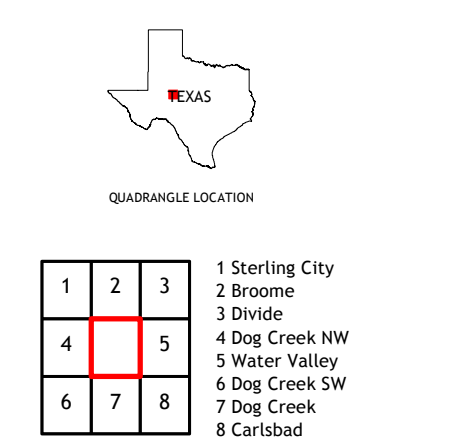 TEXAS
QUADRANGLE LOCATION
1 2 3
4 5
6 7 8
1 Sterling City
2 Broome
3 Divide
4 Dog Creek NW
5 Water Valley
6 Dog Creek SW
7 Dog Creek
8 Carlsbad